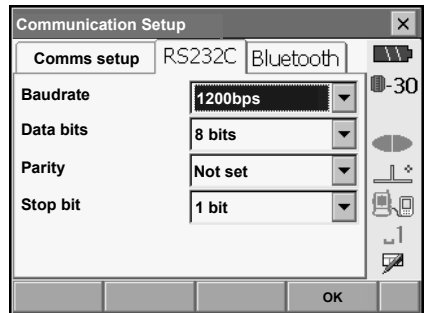 Communication Setup
Comms setup RS232C Bluetooth
Baudrate 1200bps
Data bits 8 bits
Parity Not set
Stop bit 1 bit
-30
1
OK